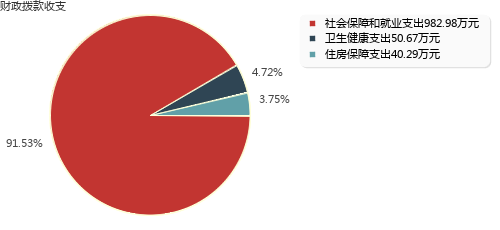 财政拨款收支
社会保障和就业支出982.98万元
卫生健康支出50.67万元
住房保障支出40.29万元
4.72%
3.75%
91.53%